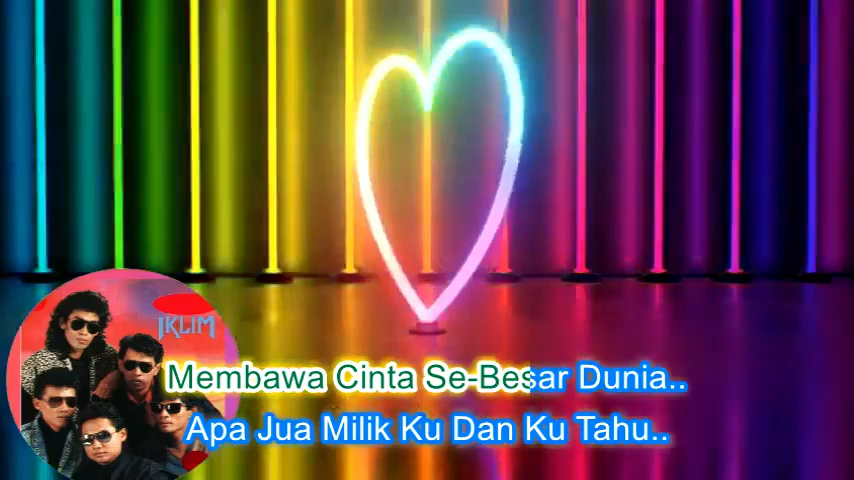 IKLIM
Membawa Cinta Se-Besar Dunia..
Apa Jua Milik Ku Dan Ku Tahu..